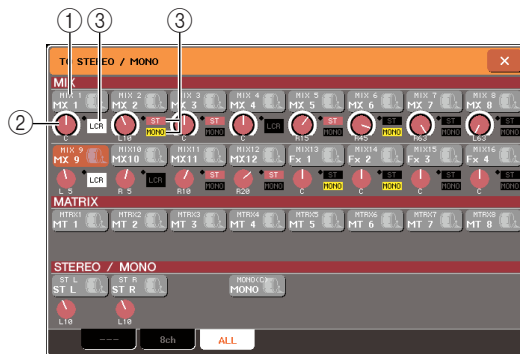 ① ③ ③
TO STEREO / MONO ×
MIX
MIX 1 MIX 2 MIX 3 MIX 4 MIX 5 MIX 6 MIX 7 MIX 8
MX 1 MX 2 MX 3 MX 4 MX 5 MX 6 MX 7 MX 8
② LCR ST MONO ST MONO LCR ST MONO ST MONO ST MONO ST MONO
C L10 C C R45 R63 L63
MIX 9 MIX10 MIX11 MIX12 MIX13 MIX14 MIX15 MIX16
MX 9 MX10 MX11 MX12 Fx 1 Fx 2 Fx 3 Fx 4
LCR LCR ST MONO ST MONO ST MONO ST MONO ST MONO ST MONO
L 5 R 5 R10 R20 C C C C
MATRIX
MTRX1 MTRX2 MTRX3 MTRX4 MTRX5 MTRX6 MTRX7 MTRX8
MT 1 MT 2 MT 3 MT 4 MT 5 MT 6 MT 7 MT 8
STEREO / MONO
ST L ST R MONO(C)
ST L ST R MONO
L10 L10
--- 8ch ALL